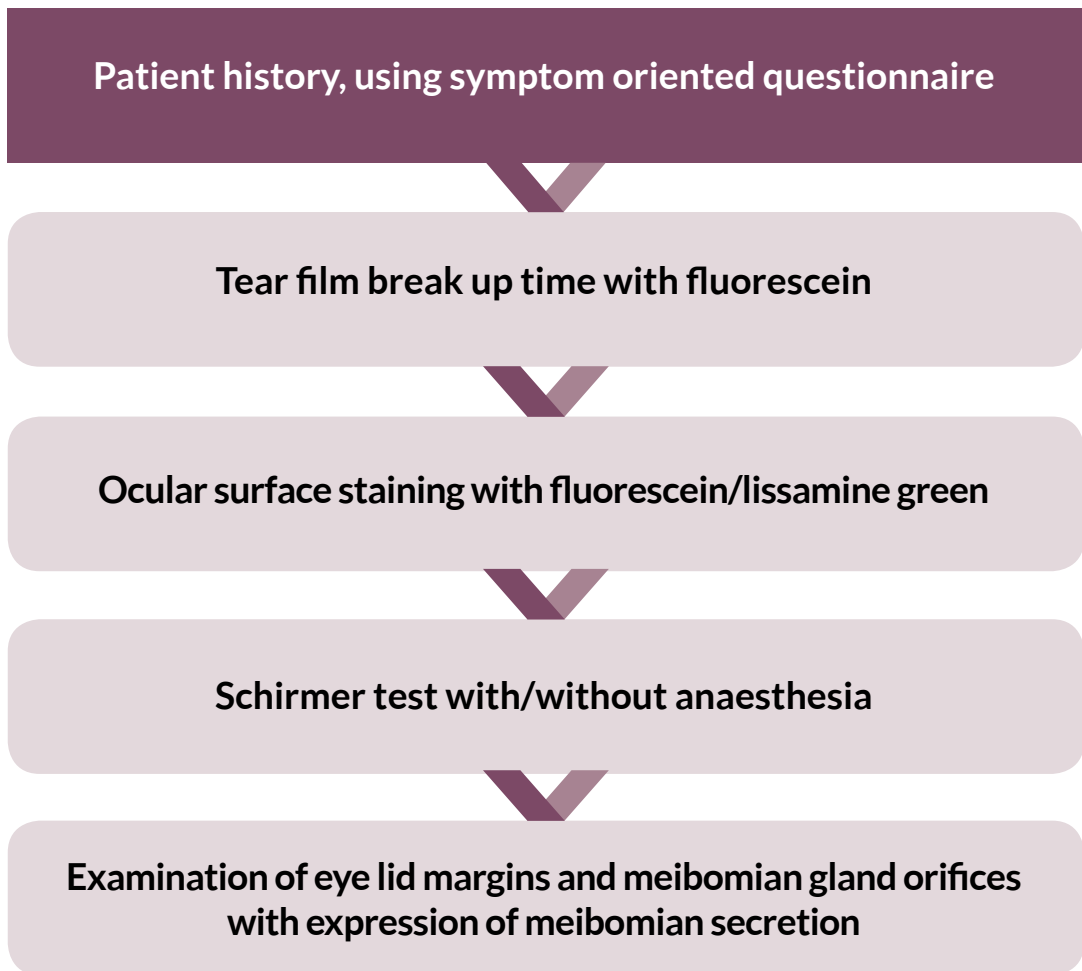 Patient history, using symptom oriented questionnaire
Tear film break up time with fluorescein
Ocular surface staining with fluorescein/lissamine green
Schirmer test with/without anaesthesia
Examination of eye lid margins and meibomian gland orifices
with expression of meibomian secretion